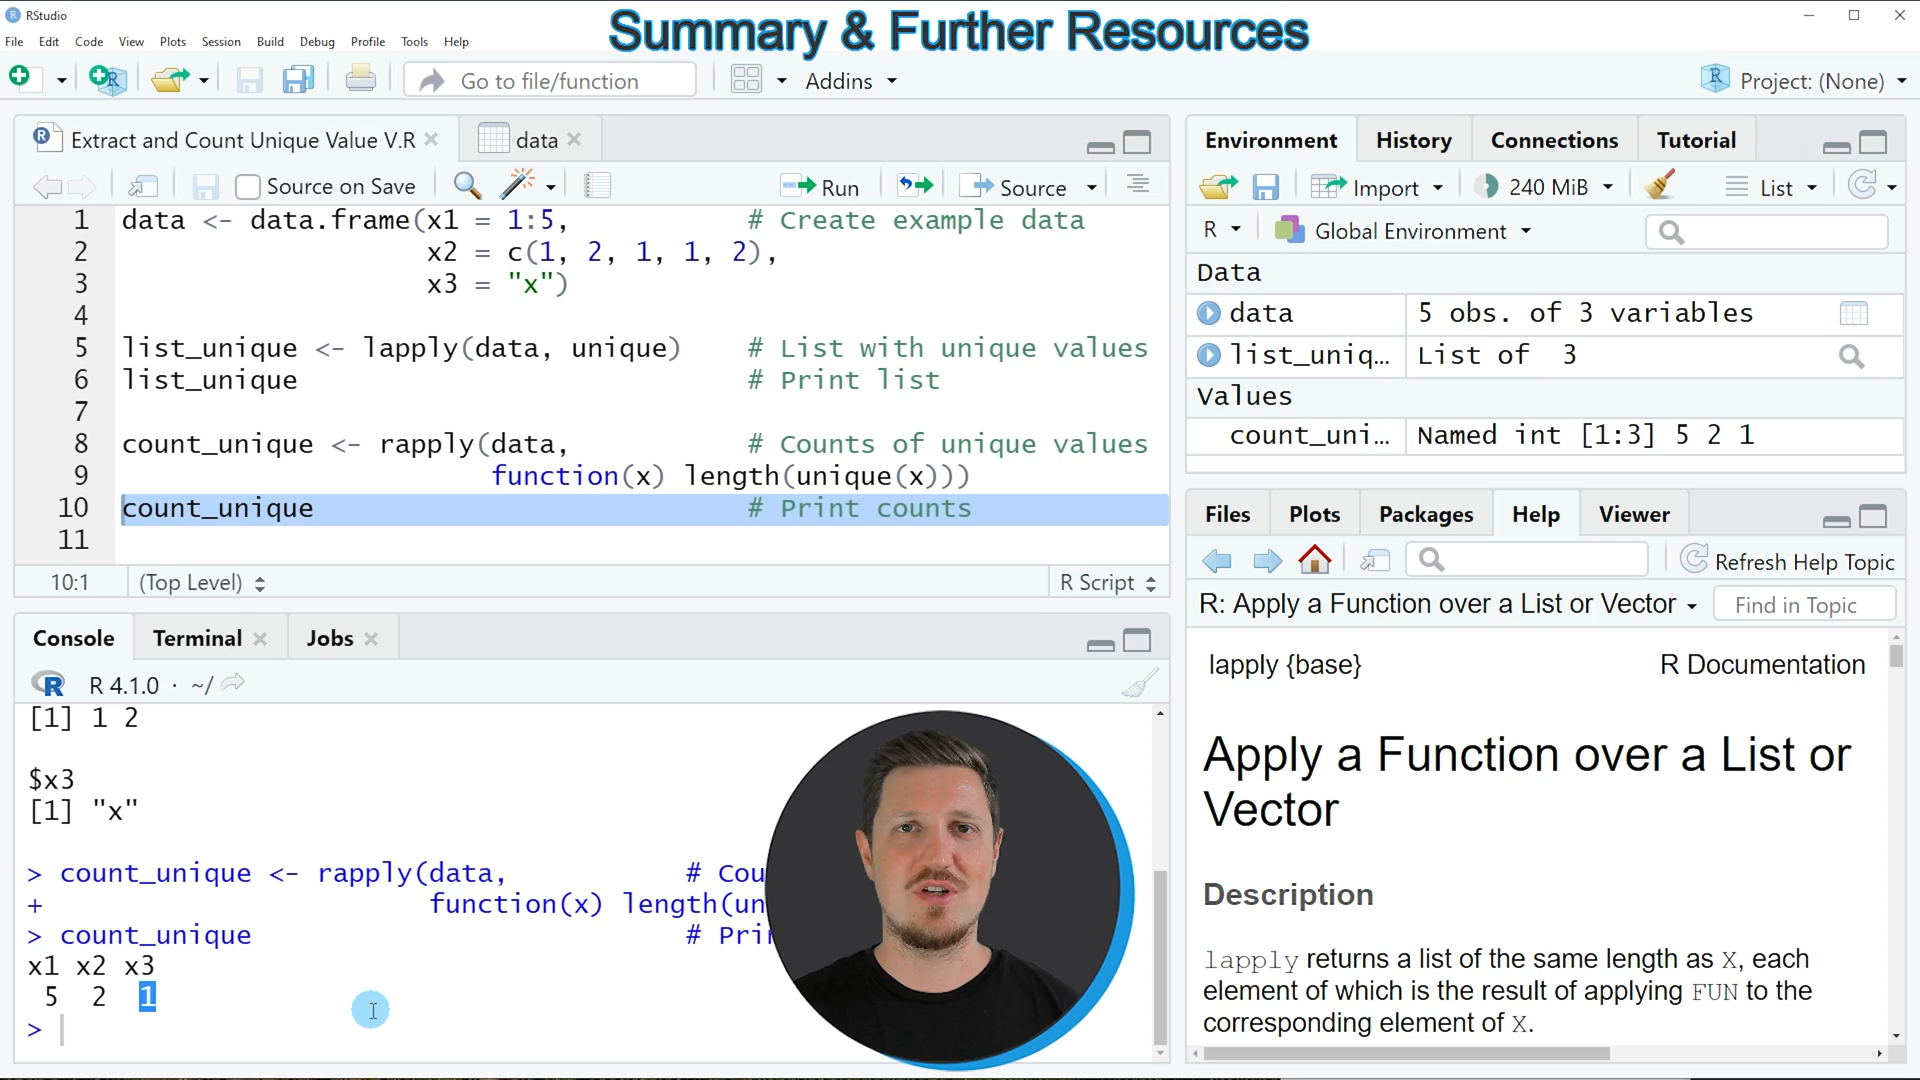 RStudio
Summary & Further Resources
File Edit Code View Plots Session Build Debug Profile Tools Help
Go to file/function
Addins
Project: (None)
Extract and Count Unique Value V.R
data
Source on Save
Run
Source
1 data <- data.frame(x1 = 1:5, # Create example data
2 x2 = c(1, 2, 1, 1, 2),
3 x3 = "x")
4
5 list_unique <- lapply(data, unique) # List with unique values
6 list_unique # Print list
7
8 count_unique <- rapply(data, # Counts of unique values
9 function(x) length(unique(x)))
10 count_unique # Print counts
11
10:1 (Top Level) R Script
Console Terminal Jobs
R 4.1.0 · ~/
[1] 1 2
$x3
[1] "x"
> count_unique <- rapply(data, # Cou
+ function(x) length(un
> count_unique # Pri
x1 x2 x3
5 2 1
>
Environment History Connections Tutorial
Import 240 MiB List
R Global Environment
Data
data 5 obs. of 3 variables
list_uniq… List of 3
Values
count_uni… Named int [1:3] 5 2 1
Files Plots Packages Help Viewer
Refresh Help Topic
R: Apply a Function over a List or Vector Find in Topic
lapply {base} R Documentation
Apply a Function over a List or
Vector
Description
lapply returns a list of the same length as X, each
element of which is the result of applying FUN to the
corresponding element of X.